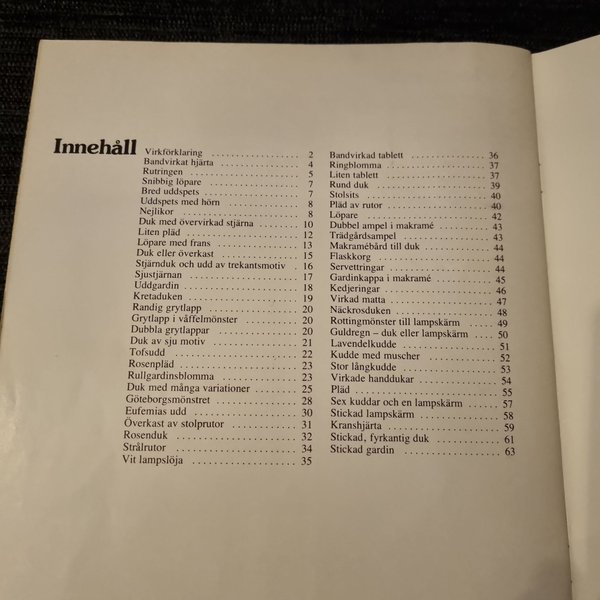 Innehåll
Virkförklaring 2
Bandvirkat hjärta 4
Rutringen 5
Snibbig löpare 7
Bred uddspets 7
Uddspets med hörn 8
Nejlikor 8
Duk med övervirkad stjärna 10
Liten pläd 12
Löpare med frans 13
Duk eller överkast 15
Stjärnduk och udd av trekantsmotiv 16
Sjustjärnan 17
Uddgardin 18
Kretaduken 19
Randig grytlapp 20
Grytlapp i våffelmönster 20
Dubbla grytlappar 20
Duk av sju motiv 21
Tofsudd 22
Rosenpläd 23
Rullgardinsblomma 23
Duk med många variationer 25
Göteborgsmönstret 28
Eufemias udd 30
Överkast av stolprutor 31
Rosenduk 32
Strålrutor 34
Vit lampslöja 35
Bandvirkad tablett 36
Ringblomma 37
Liten tablett 37
Rund duk 39
Stolsits 40
Pläd av rutor 40
Löpare 42
Dubbel ampel i makramé 43
Trädgårdsampel 43
Makramébård till duk 44
Flaskkorg 44
Servettringar 44
Gardinkappa i makramé 45
Kedjeringar 46
Virkad matta 47
Näckrosduken 48
Rottingmönster till lampskärm 49
Guldregn – duk eller lampskärm 50
Lavendelkudde 51
Kudde med muscher 52
Stor långkudde 53
Virkade handdukar 54
Pläd 55
Sex kuddar och en lampskärm 57
Stickad lampskärm 58
Kranshjärta 59
Stickad, fyrkantig duk 61
Stickad gardin 63